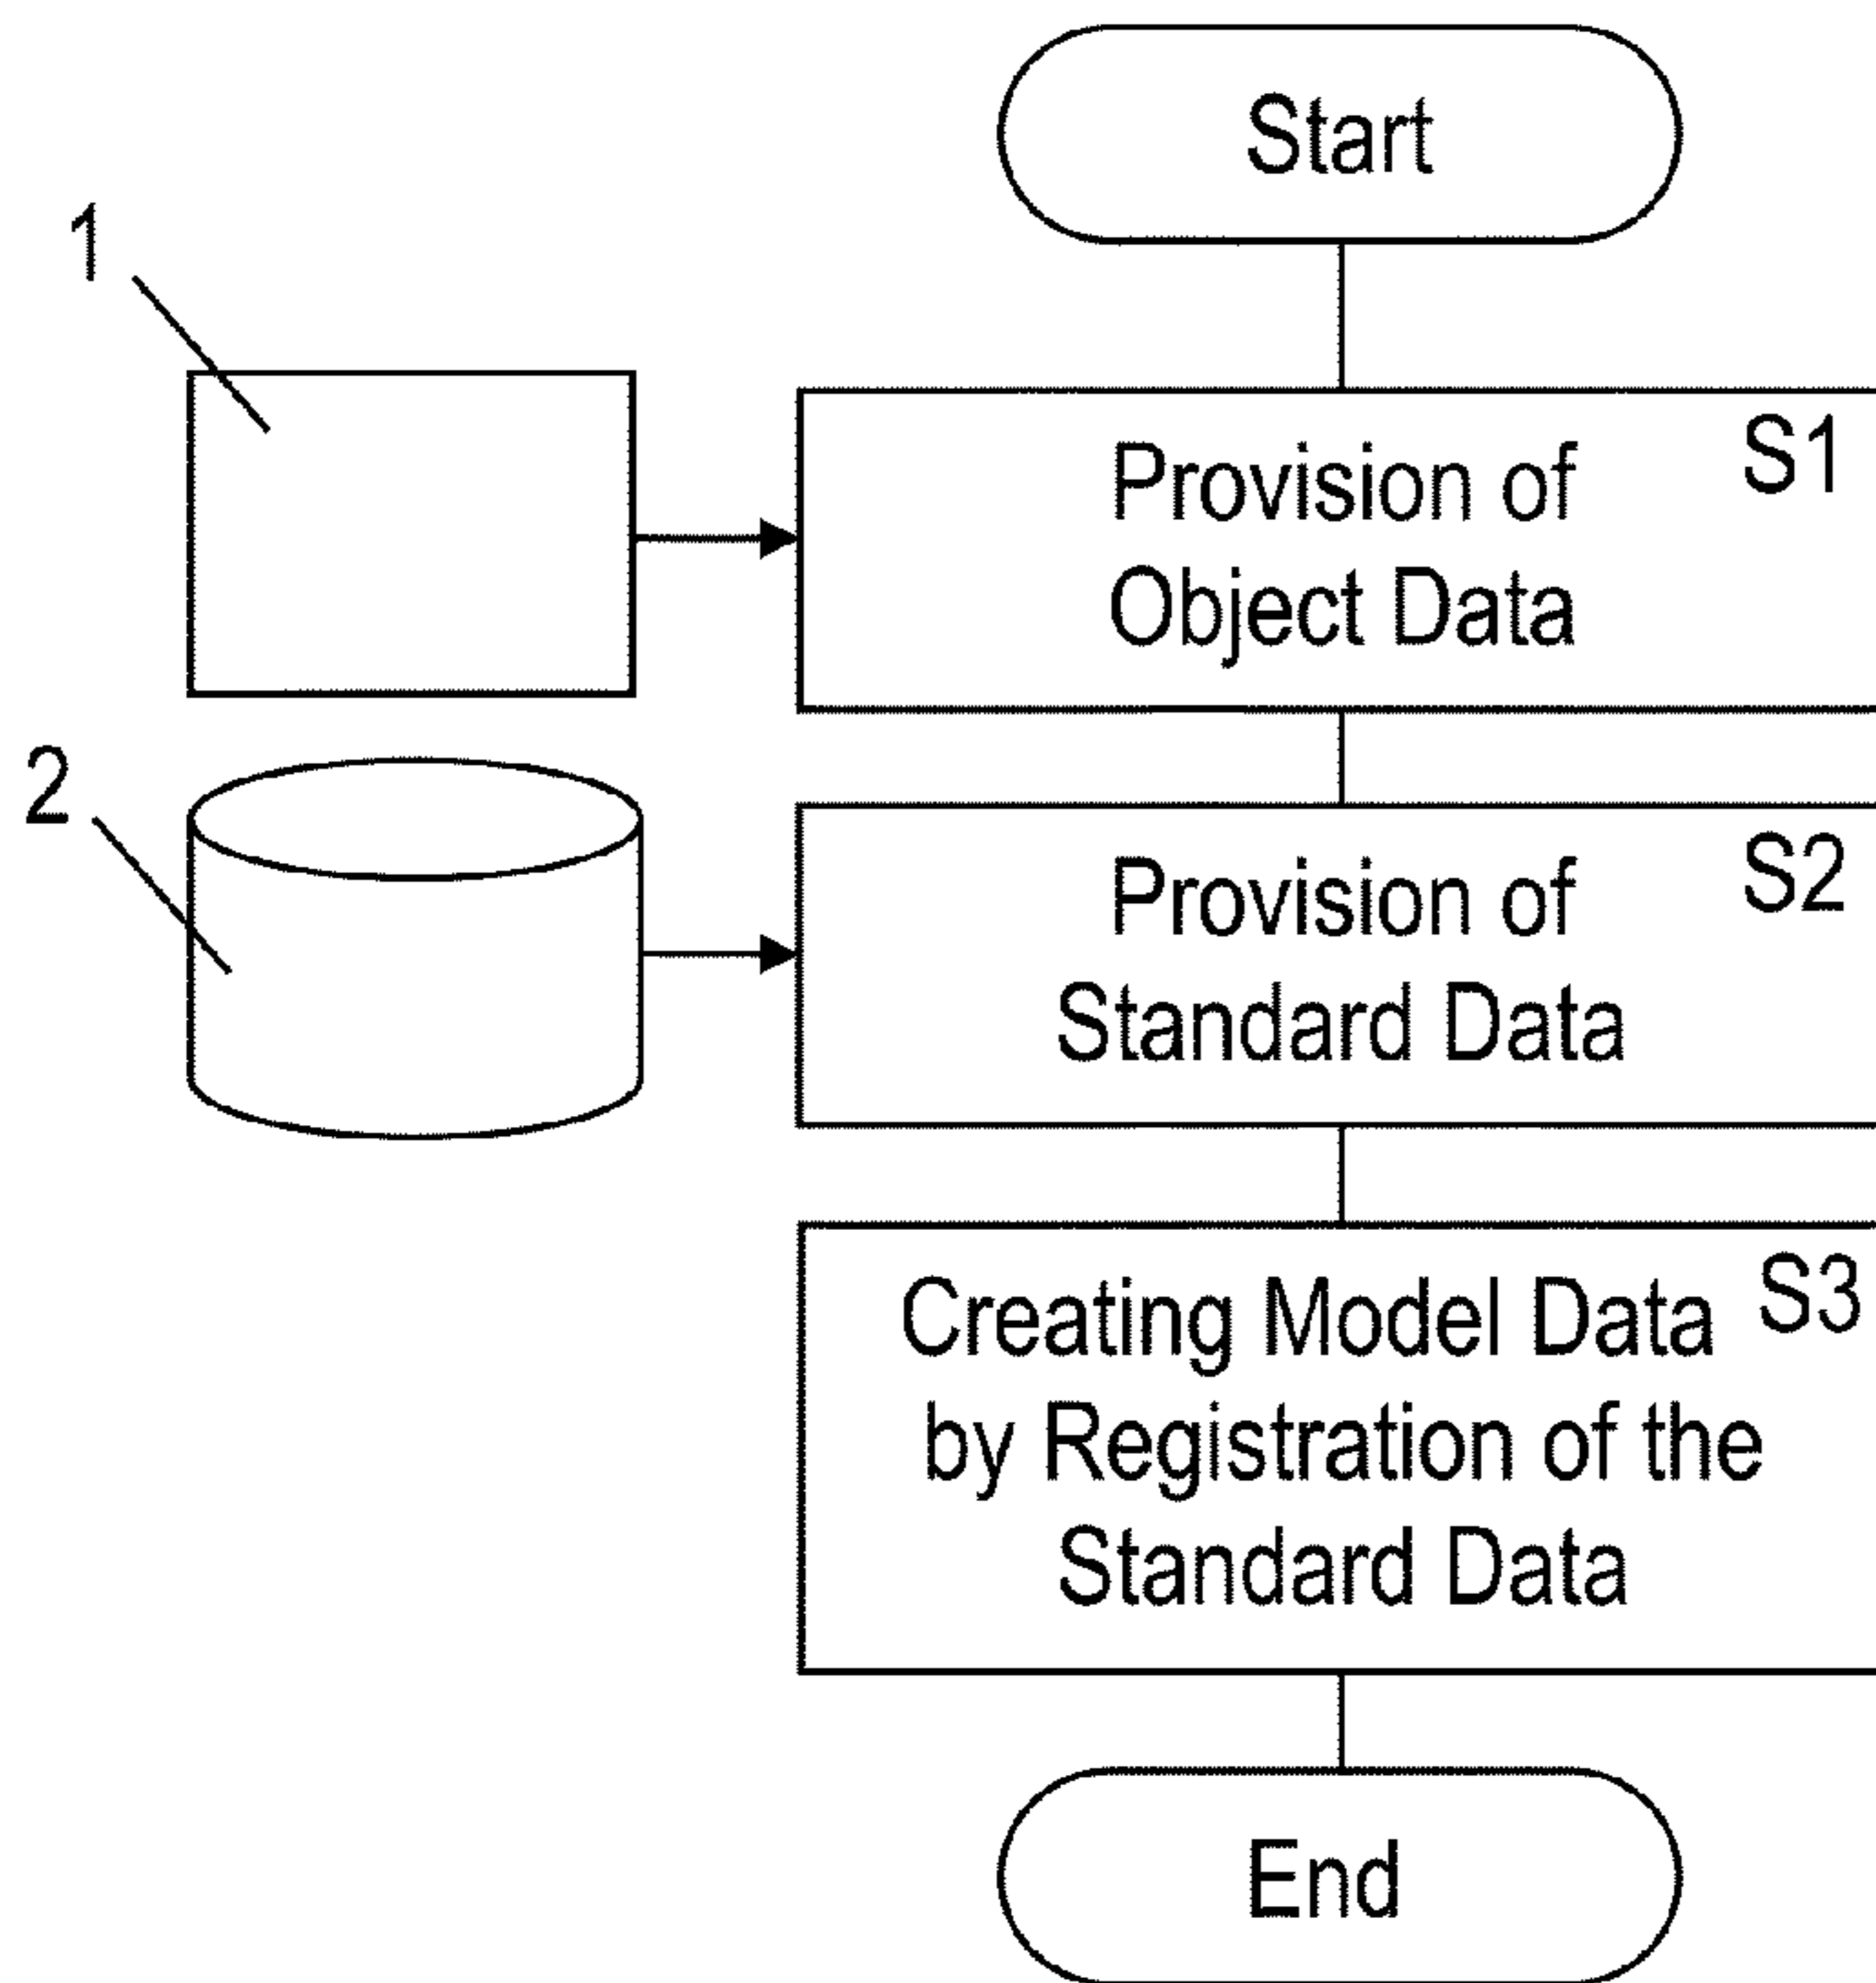 Start
1
S1
Provision of
Object Data
2
S2
Provision of
Standard Data
S3
Creating Model Data
by Registration of the
Standard Data
End